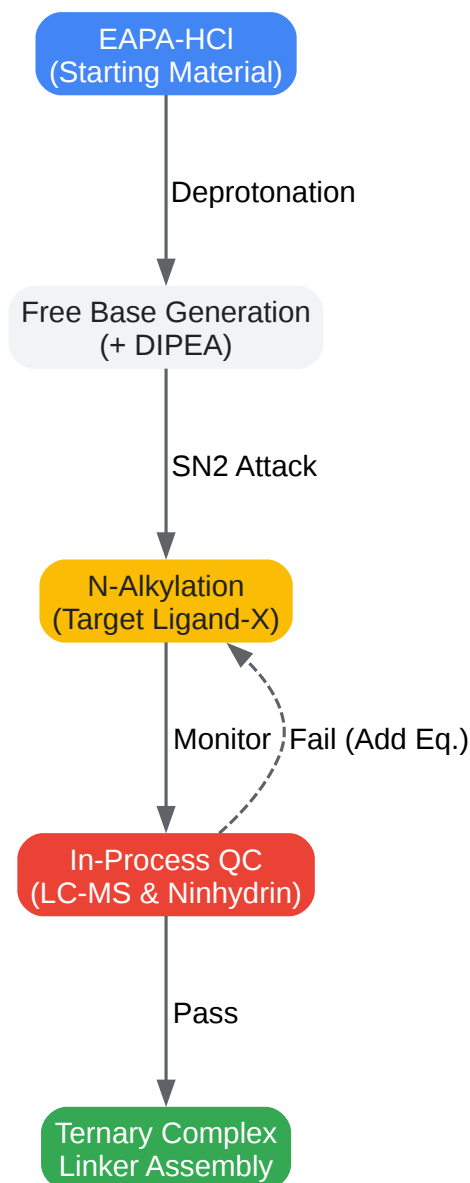 EAPA-HCl
(Starting Material)
Deprotonation
Free Base Generation
(+ DIPEA)
SN2 Attack
N-Alkylation
(Target Ligand-X)
Monitor
Fail (Add Eq.)
In-Process QC
(LC-MS & Ninhydrin)
Pass
Ternary Complex
Linker Assembly